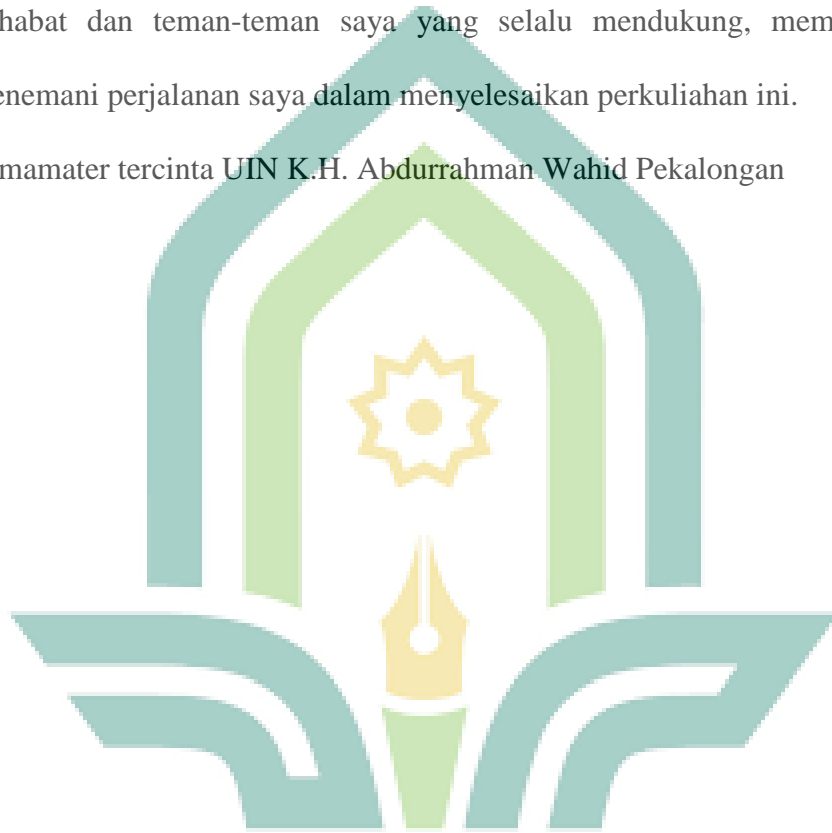 habat dan teman-teman saya yang selalu mendukung, mem
enemani perjalanan saya dalam menyelesaikan perkuliahan ini.
mamater tercinta UIN K.H. Abdurrahman Wahid Pekalongan